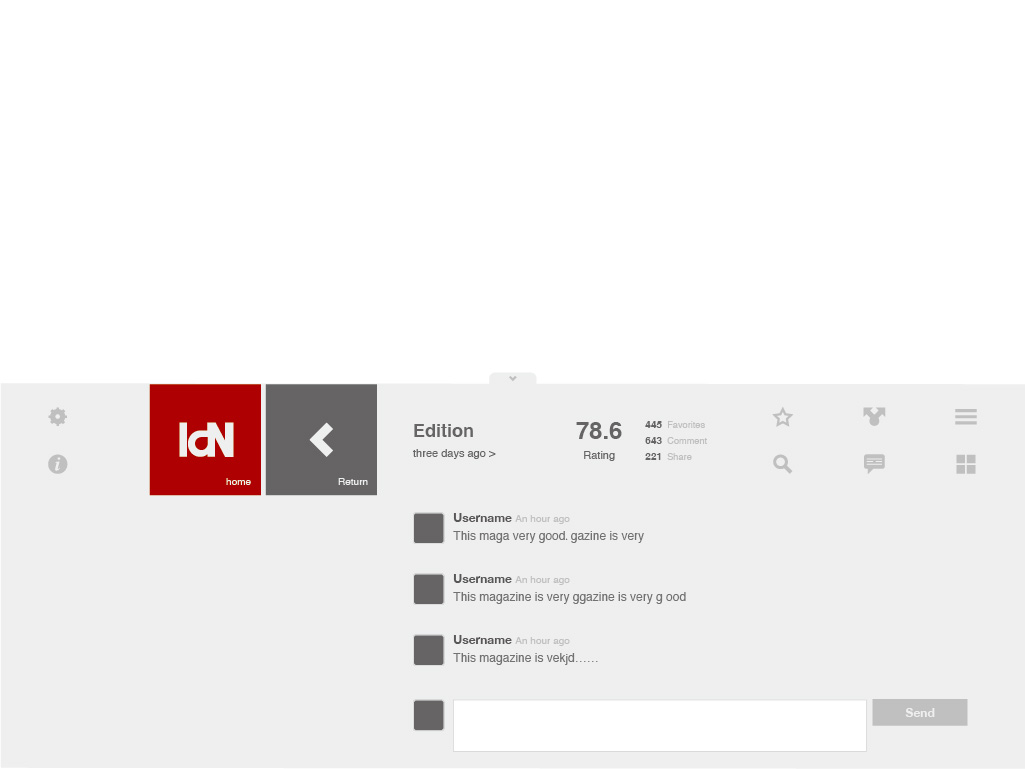 IdN
home
Return
Edition
three days ago >
78.6
Rating
445 Favorites
643 Comment
221 Share
Username An hour ago
This maga very good. gazine is very
Username An hour ago
This magazine is very ggazine is very g ood
Username An hour ago
This magazine is vekjd......
Send